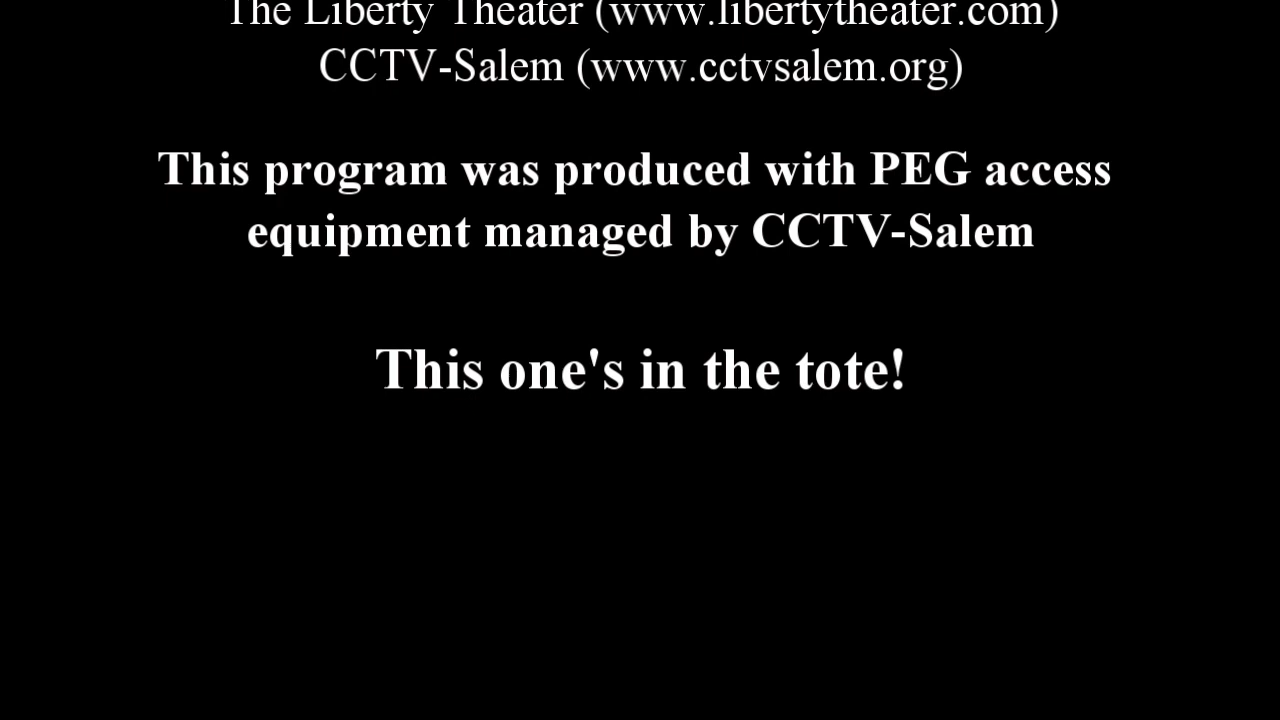 The Liberty Theater (www.libertytheater.com)
CCTV-Salem (www.cctvsalem.org)
This program was produced with PEG access
equipment managed by CCTV-Salem
This one's in the tote!